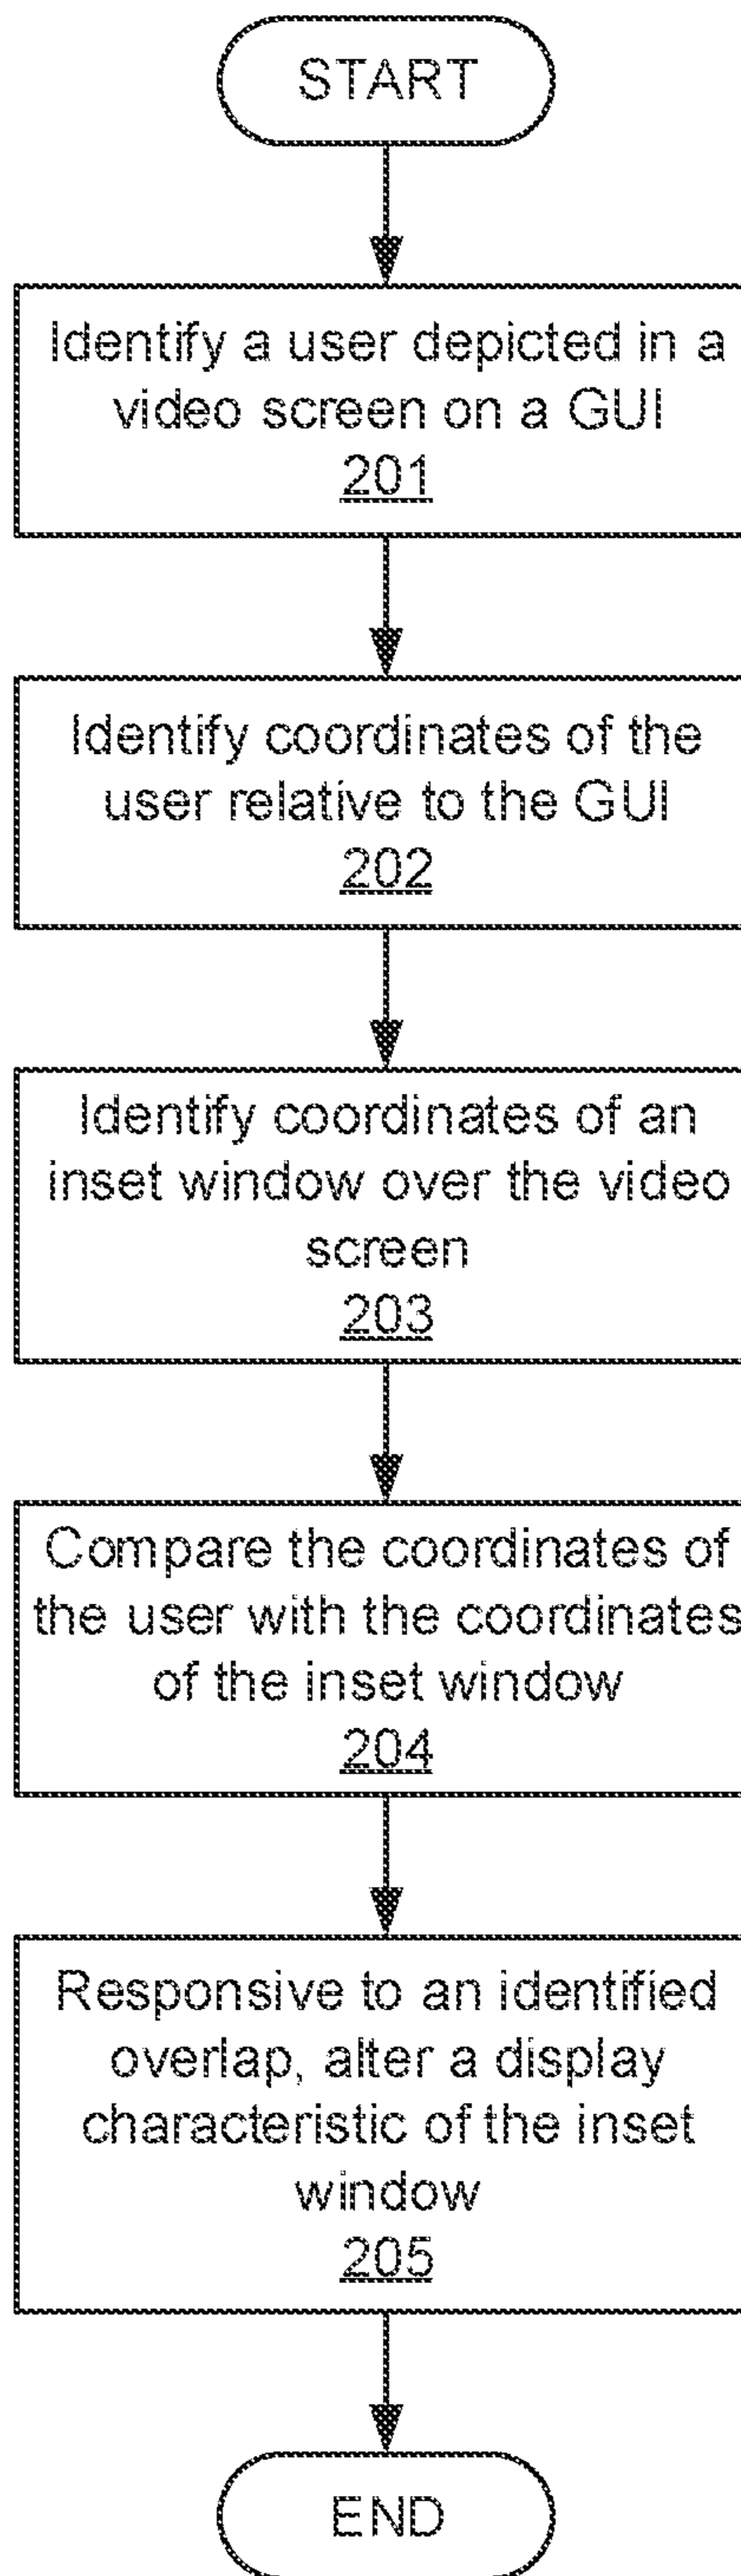 START
Identify a user depicted in a
video screen on a GUI
201
Identify coordinates of the
user relative to the GUI
202
Identify coordinates of an
inset window over the video
screen
203
Compare the coordinates of
the user with the coordinates
of the inset window
204
Responsive to an identified
overlap, alter a display
characteristic of the inset
window
205
END